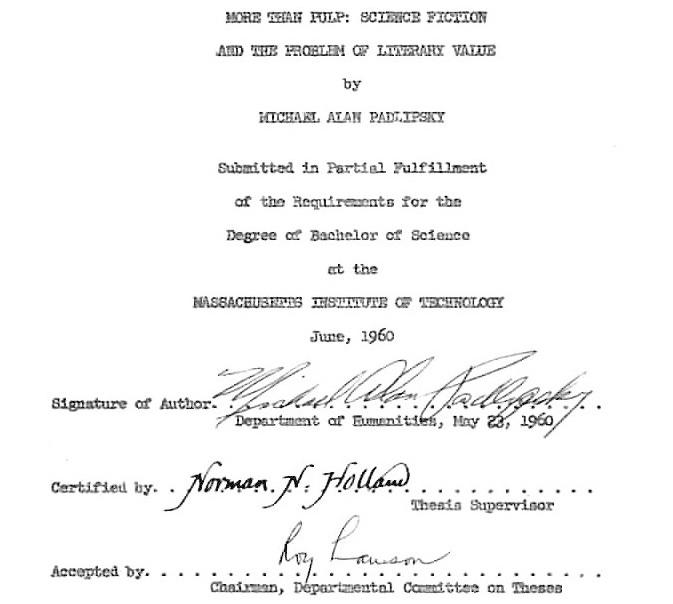 MORE THAN PULP: SCIENCE FICTION
AND THE PROBLEM OF LITERARY VALUE
by
MICHAEL ALAN PADLIPSKY
Submitted in Partial Fulfillment
of the Requirements for the
Degree of Bachelor of Science
at the
MASSACHUSETTS INSTITUTE OF TECHNOLOGY
June, 1960
Signature of Author. Michael Alan Padlipsky
Department of Humanities, May 23, 1960
Certified by. . Norman N. Holland
Thesis Supervisor
Accepted by. Roy Lamson
Chairman, Departmental Committee on Theses